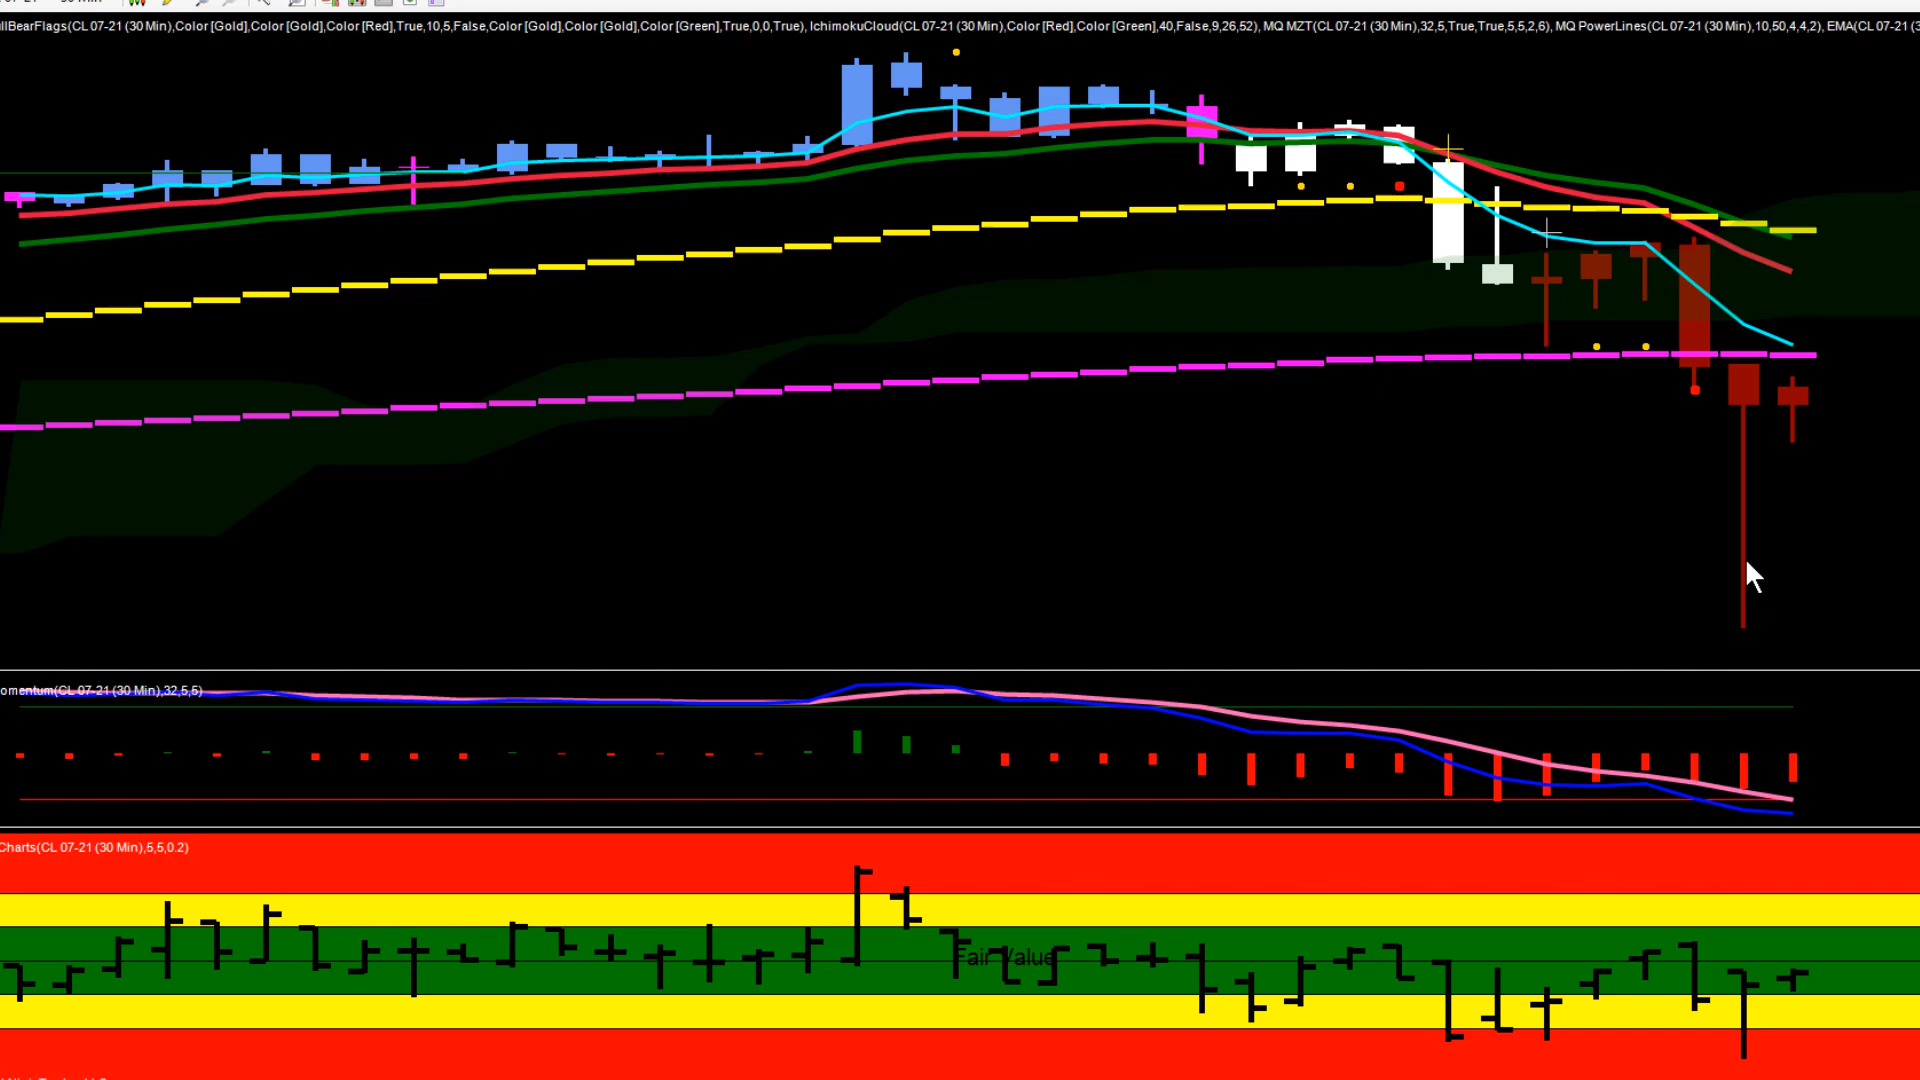 llBearFlags(CL 07-21 (30 Min),Color [Gold],Color [Gold],Color [Red],True,10,5,False,Color [Gold],Color [Gold],Color [Green],True,0,0,True), IchimokuCloud(CL 07-21 (30 Min),Color [Red],Color [Green],40,False,9,26,52), MQ MZT(CL 07-21 (30 Min),32,5,True,True,5,5,2,6), MQ PowerLines(CL 07-21 (30 Min),10,50,4,4,2), EMA(CL 07-21 (3
omentum(CL 07-21 (30 Min),32,5,5)
Charts(CL 07-21 (30 Min),5,5,0.2)
Fair Value